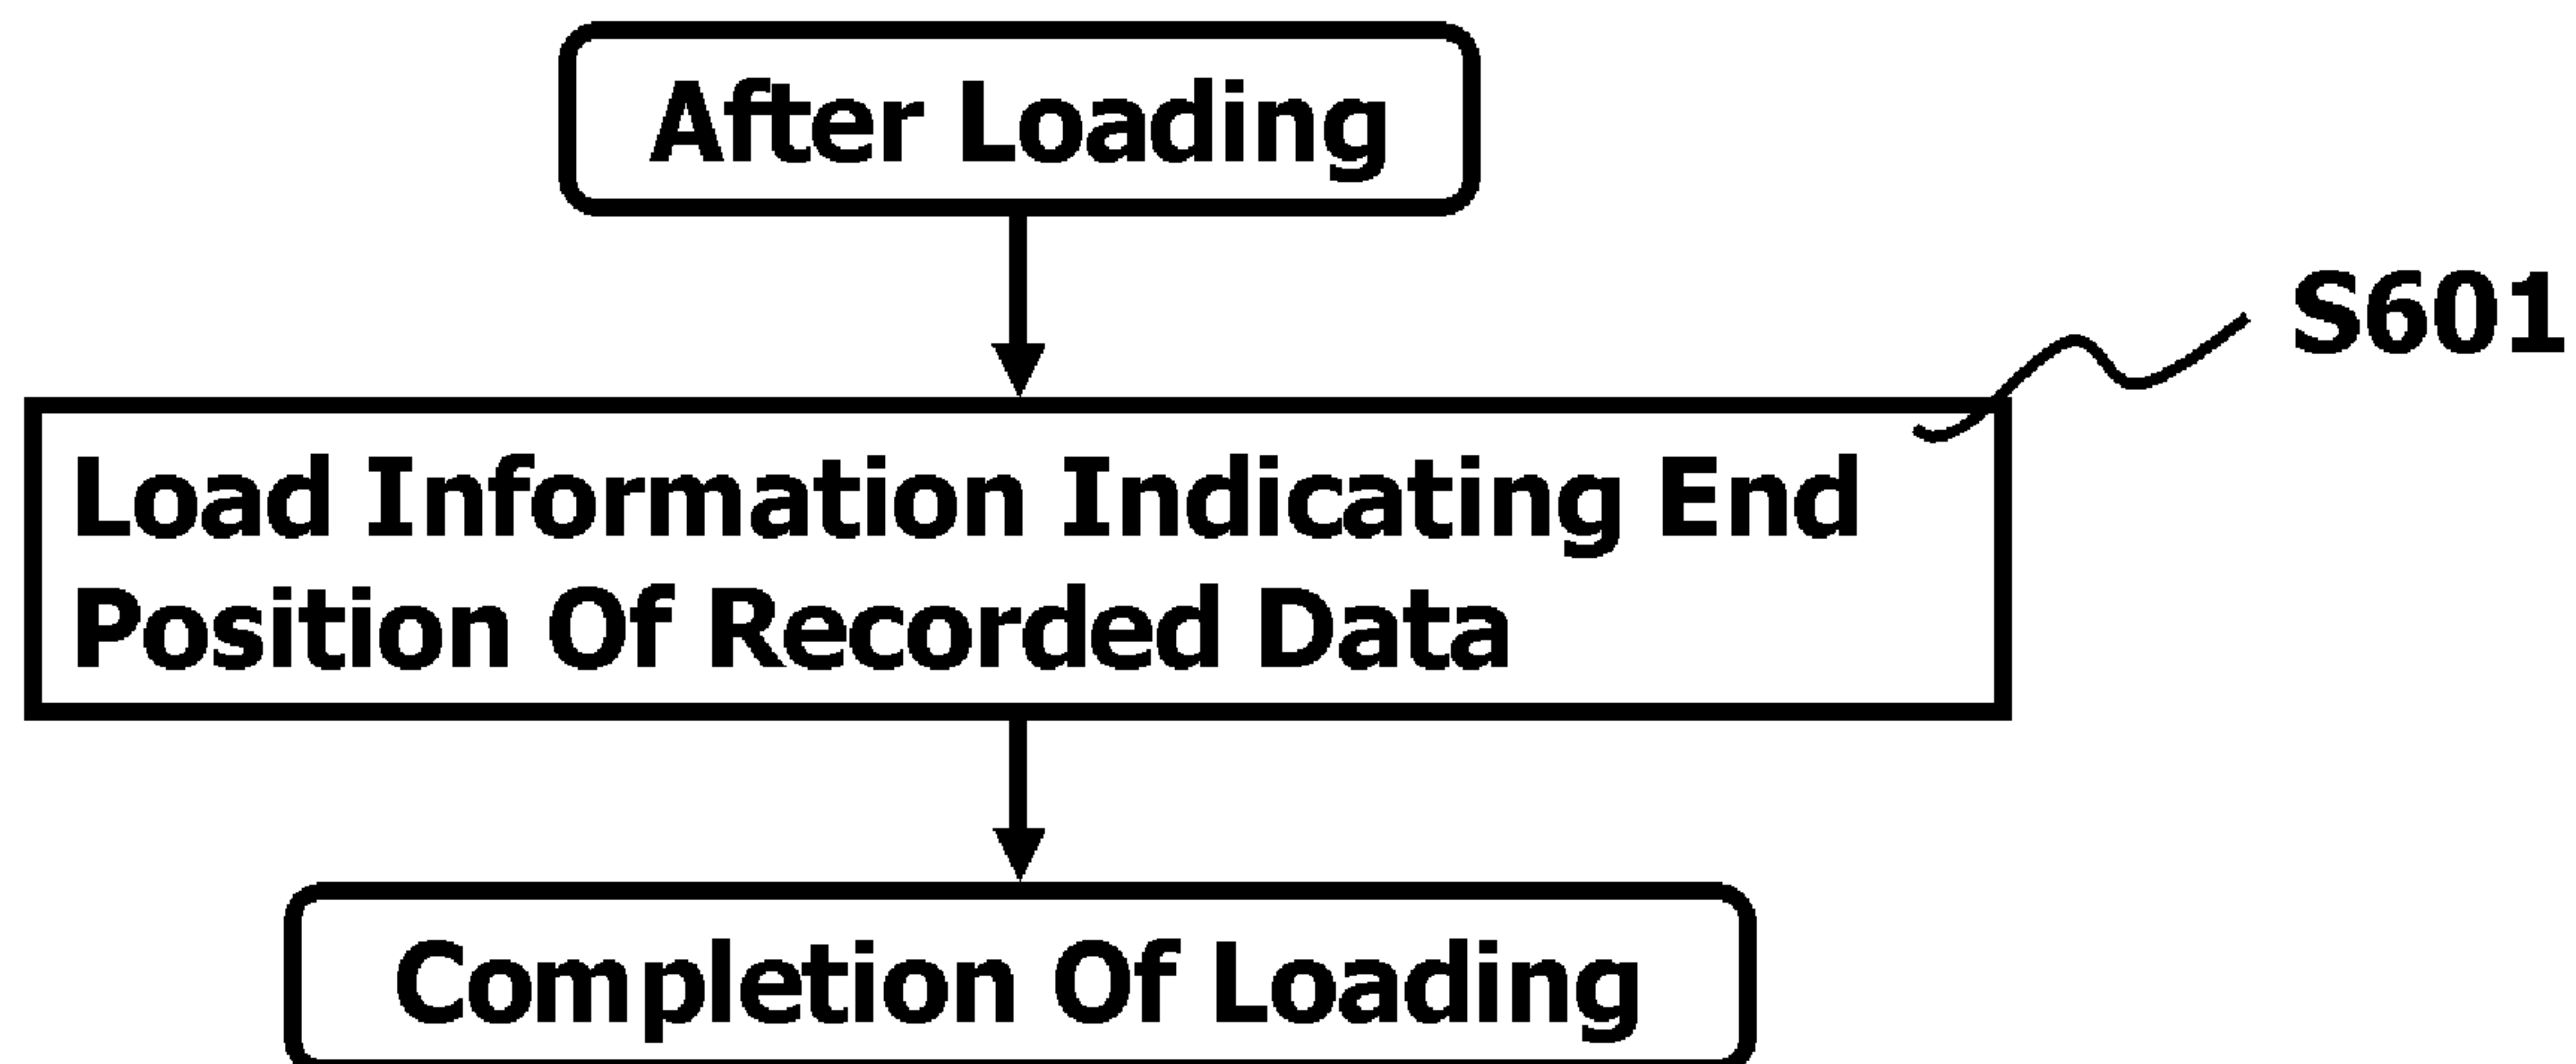 After Loading
S601
Load Information Indicating End
Position Of Recorded Data
Completion Of Loading